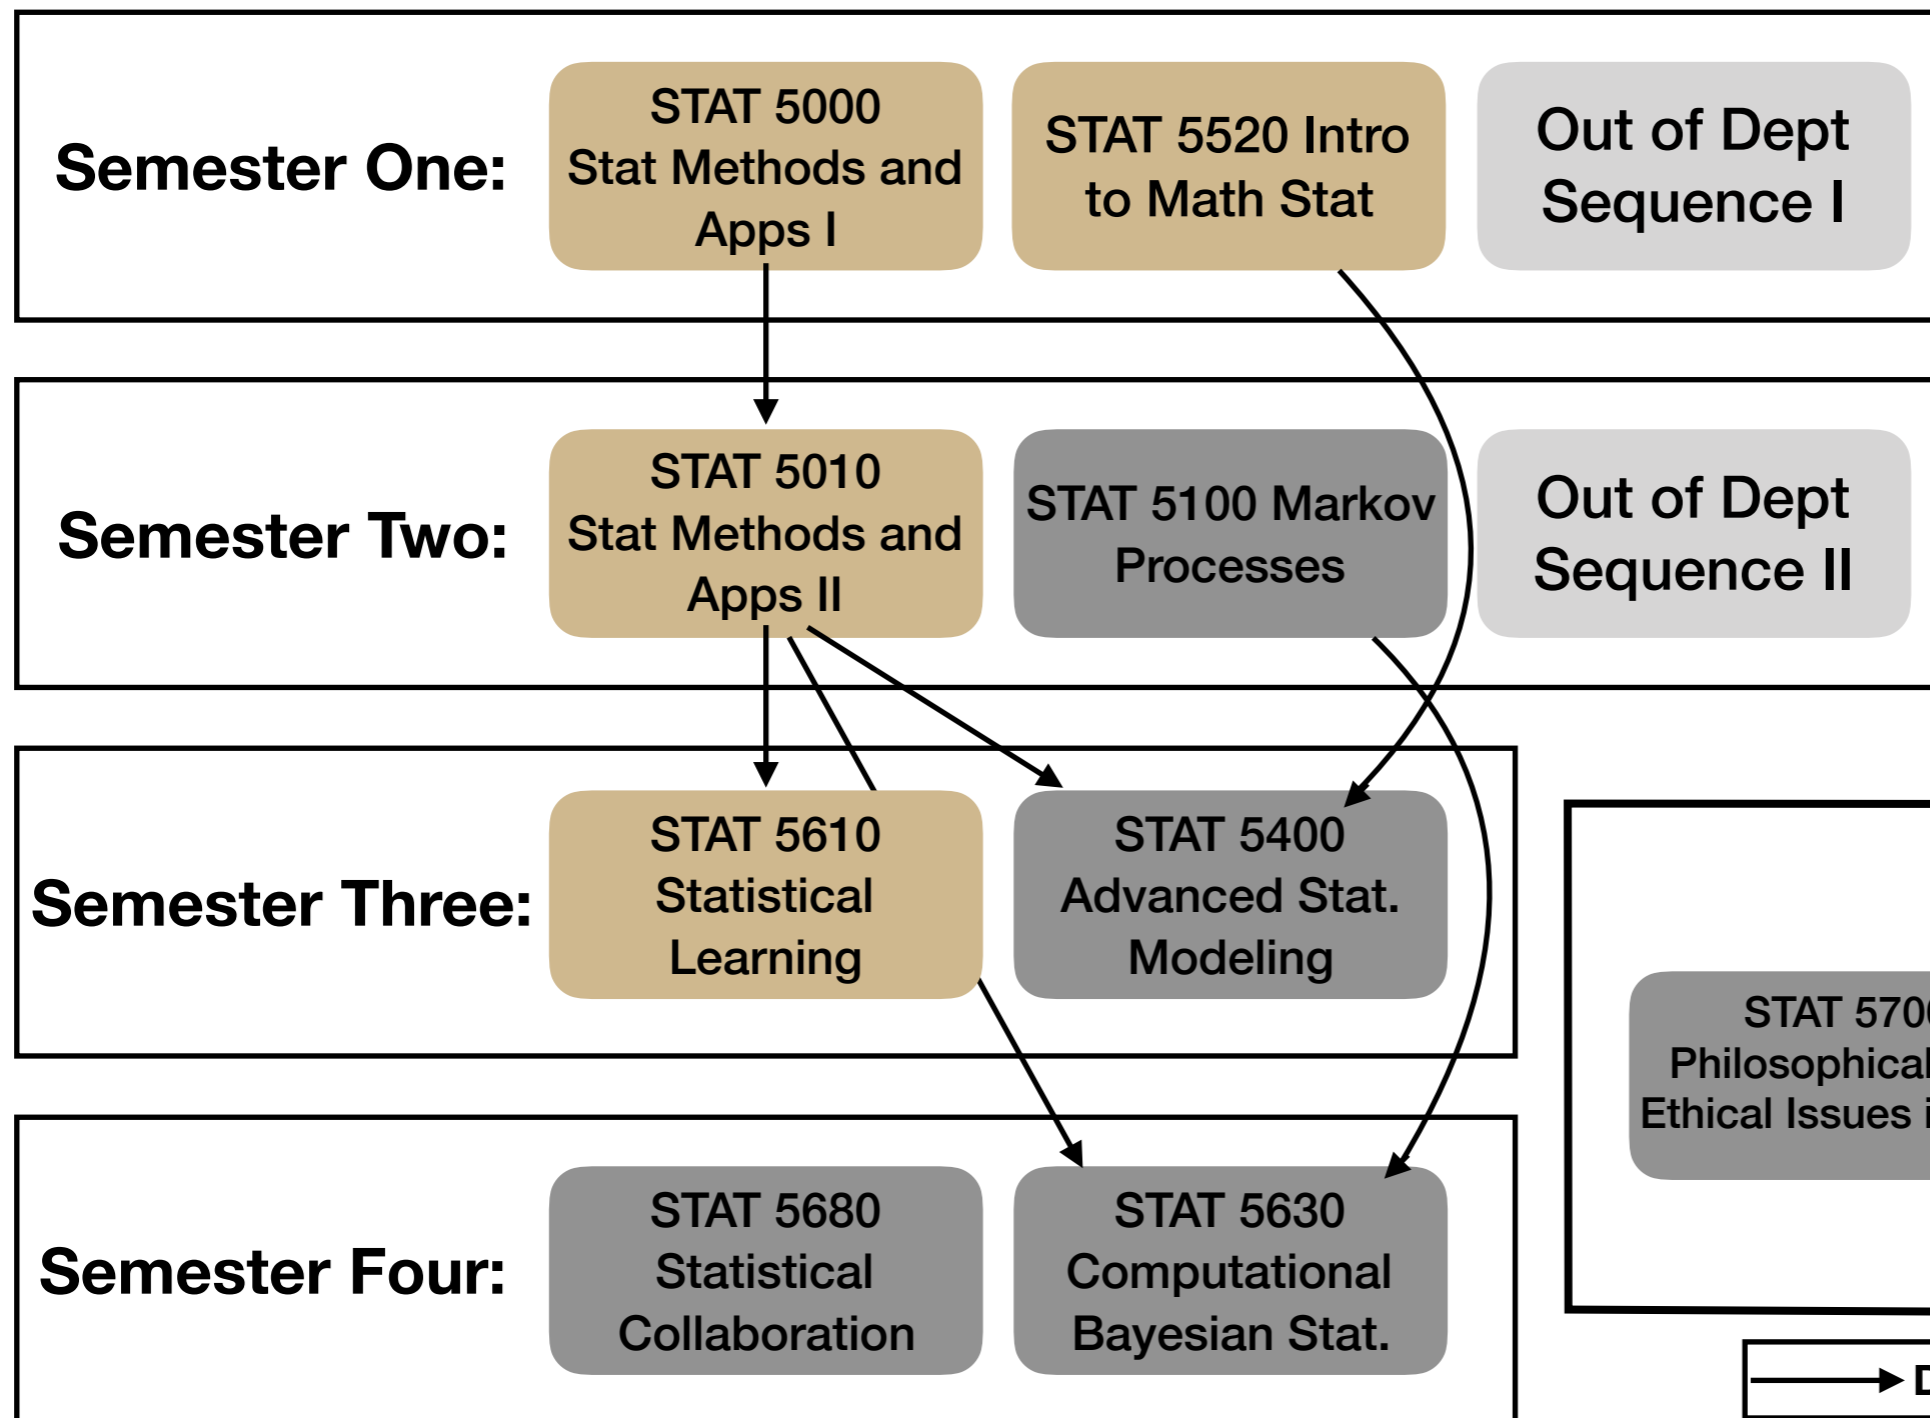 Semester One:
STAT 5000
Stat Methods and
Apps I
STAT 5520 Intro
to Math Stat
Out of Dept
Sequence I
Semester Two:
STAT 5010
Stat Methods and
Apps II
STAT 5100 Markov
Processes
Out of Dept
Sequence II
Semester Three:
STAT 5610
Statistical
Learning
STAT 5400
Advanced Stat.
Modeling
STAT 570
Philosophical
Ethical Issues
Semester Four:
STAT 5680
Statistical
Collaboration
STAT 5630
Computational
Bayesian Stat.